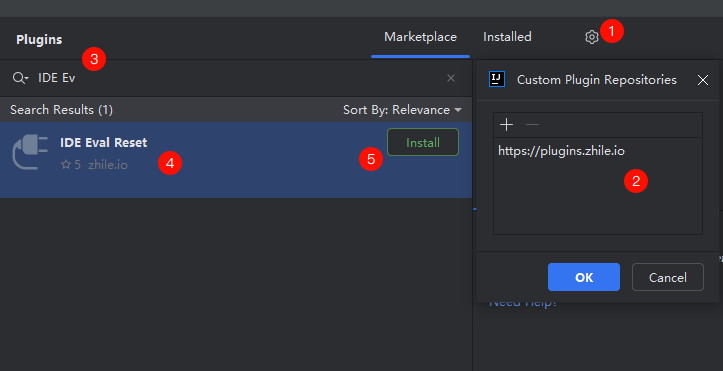 Plugins
Marketplace
Installed
1
3
IDE Ev
Search Results (1)
Sort By: Relevance
IDE Eval Reset
5 zhile.io
4
5
Install
IJ
Custom Plugin Repositories
https://plugins.zhile.io
2
OK
Cancel
Need Help?